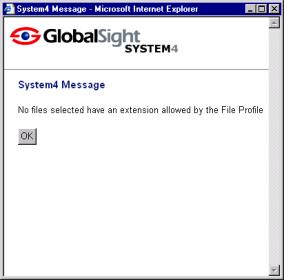 System4 Message - Microsoft Internet Explorer
GlobalSight
SYSTEM4
System4 Message
No files selected have an extension allowed by the File Profile
OK